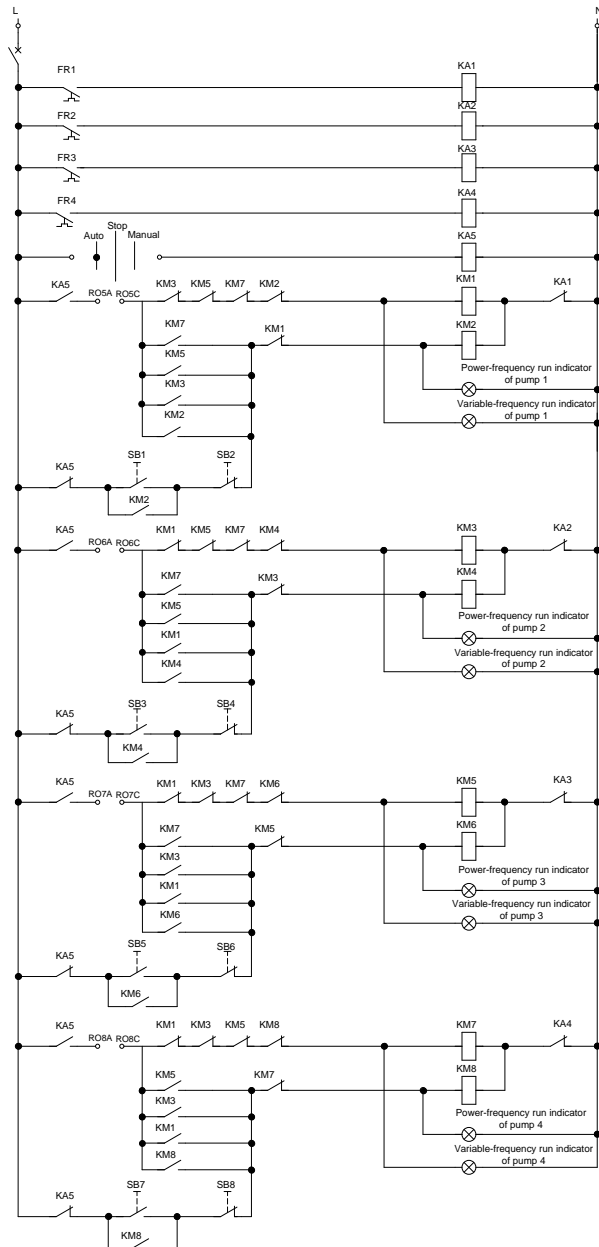 L
N
FR1
KA1
FR2
KA2
FR3
KA3
FR4
KA4
Stop
Auto
Manual
KA5
KA5
RO5A
RO5C
KM3
KM5
KM7
KM2
KM1
KA1
KM7
KM1
KM2
KM5
Power-frequency run indicator
of pump 1
KM3
Variable-frequency run indicator
of pump 1
KM2
SB1
SB2
KA5
KM2
KA5
RO6A
RO6C
KM1
KM5
KM7
KM4
KM3
KA2
KM7
KM3
KM4
KM5
Power-frequency run indicator
of pump 2
KM1
Variable-frequency run indicator
of pump 2
KM4
SB3
SB4
KA5
KM4
KA5
RO7A
RO7C
KM1
KM3
KM7
KM6
KM5
KA3
KM7
KM5
KM6
KM3
Power-frequency run indicator
of pump 3
KM1
Variable-frequency run indicator
of pump 3
KM6
SB5
SB6
KA5
KM6
KA5
RO8A
RO8C
KM1
KM3
KM5
KM8
KM7
KA4
KM5
KM7
KM8
KM3
Power-frequency run indicator
of pump 4
KM1
Variable-frequency run indicator
of pump 4
KM8
SB7
SB8
KA5
KM8